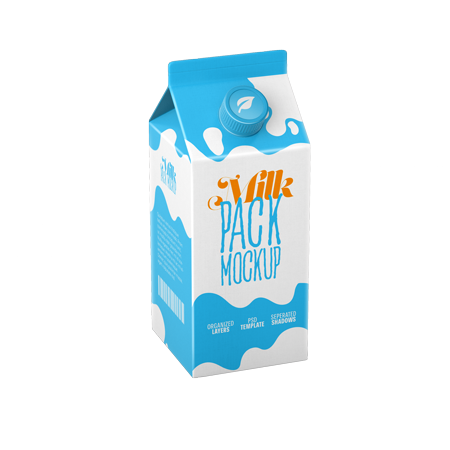 Milk
PACK
MOCKUP
ORGANIZED
LAYERS
PSD
TEMPLATE
SEPERATED
SHADOWS